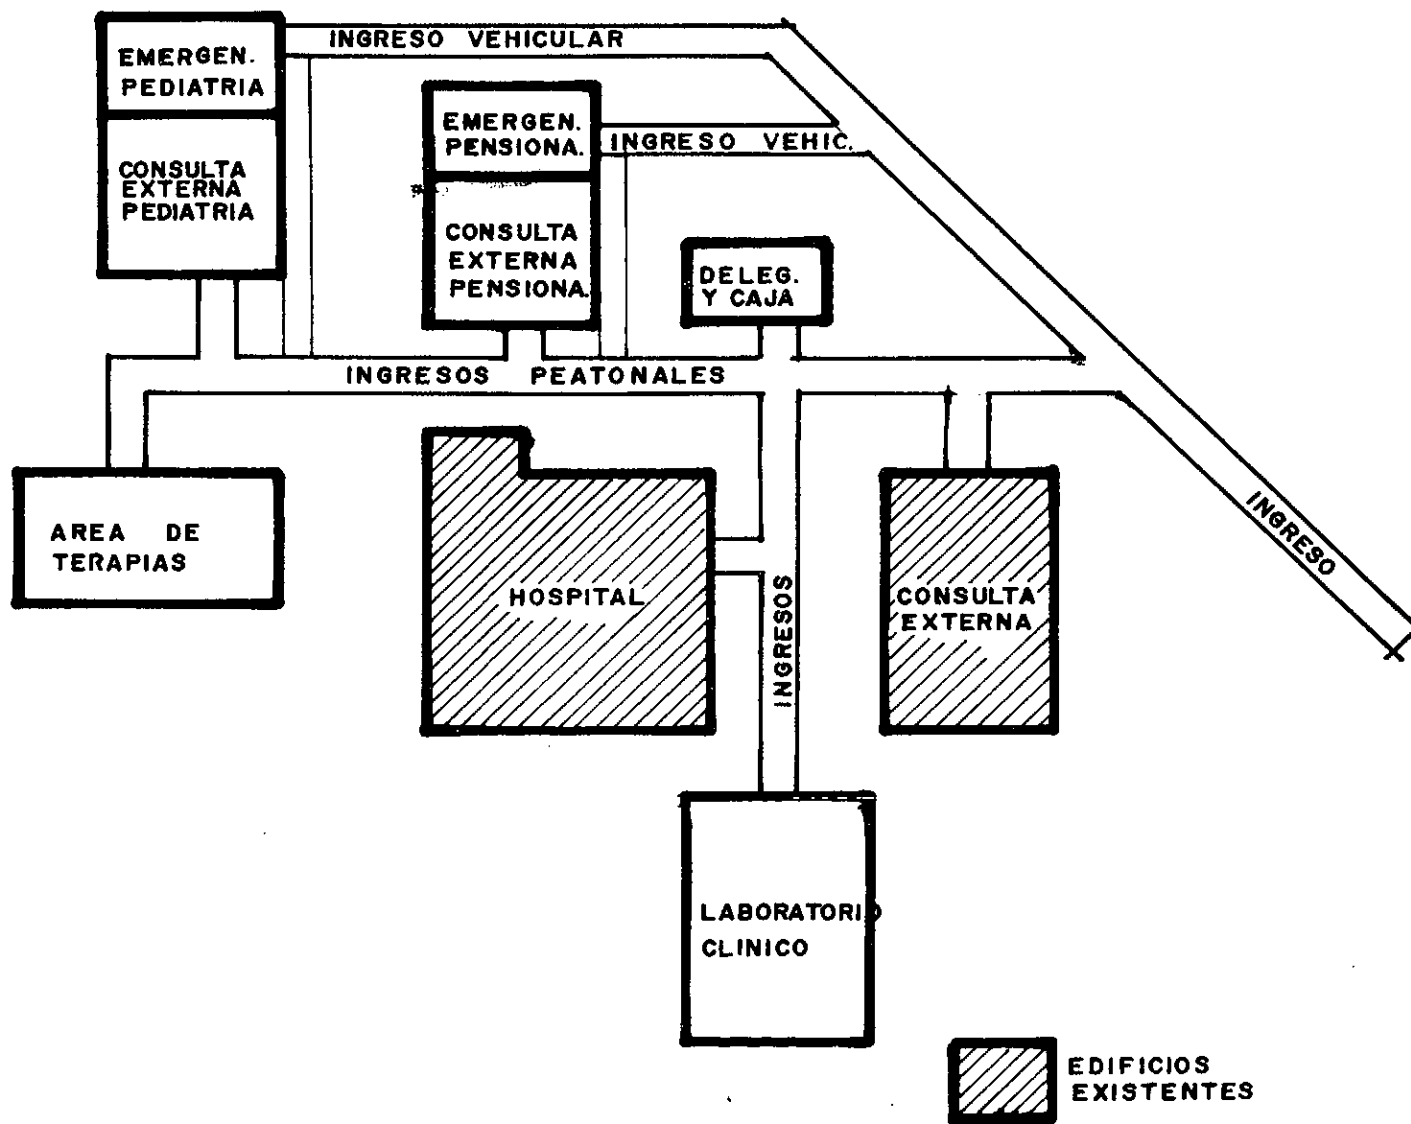 INGRESO VEHICULAR
EMERGEN.
PEDIATRIA
EMERGEN.
PENSIONA.
INGRESO VEHIC.
CONSULTA
EXTERNA
PEDIATRIA
CONSULTA
EXTERNA
PENSIONA.
DELEG.
Y CAJA
INGRESOS PEATONALES
AREA DE
TERAPIAS
HOSPITAL
INGRESOS
CONSULTA
EXTERNA
INGRESO
LABORATORIO
CLINICO
EDIFICIOS
EXISTENTES